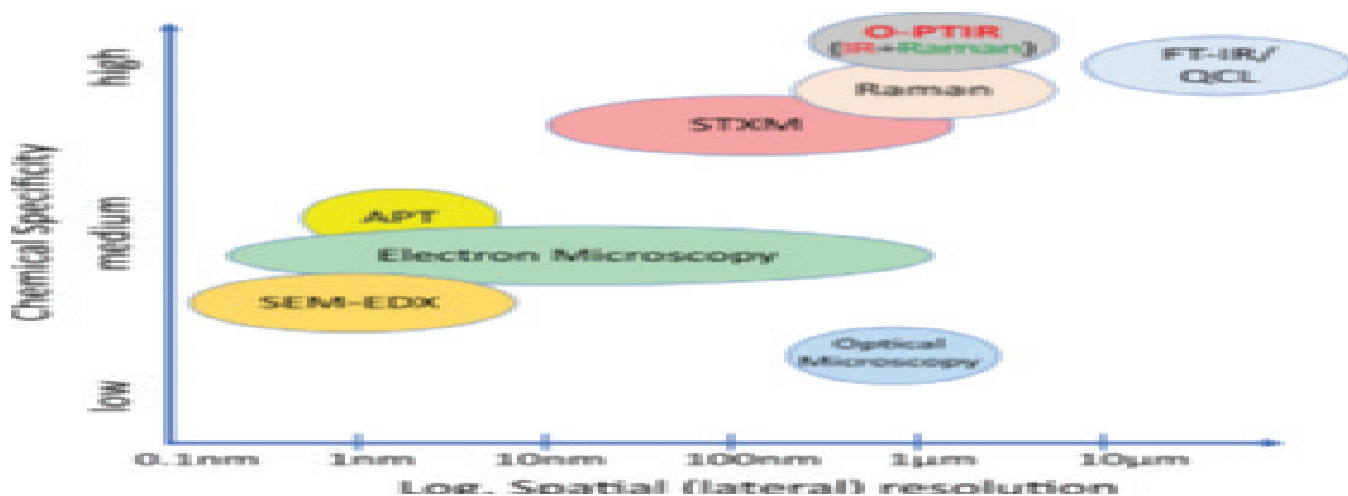 O-PTIR
(IR+Raman)
FT-IR/
QCL
Raman
STXM
APT
Electron Microscopy
SEM-EDX
Optical
Microscopy
Chemical Specificity
high
medium
low
0.1nm 1nm 10nm 100nm 1µm 10µm
Log. Spatial (lateral) resolution